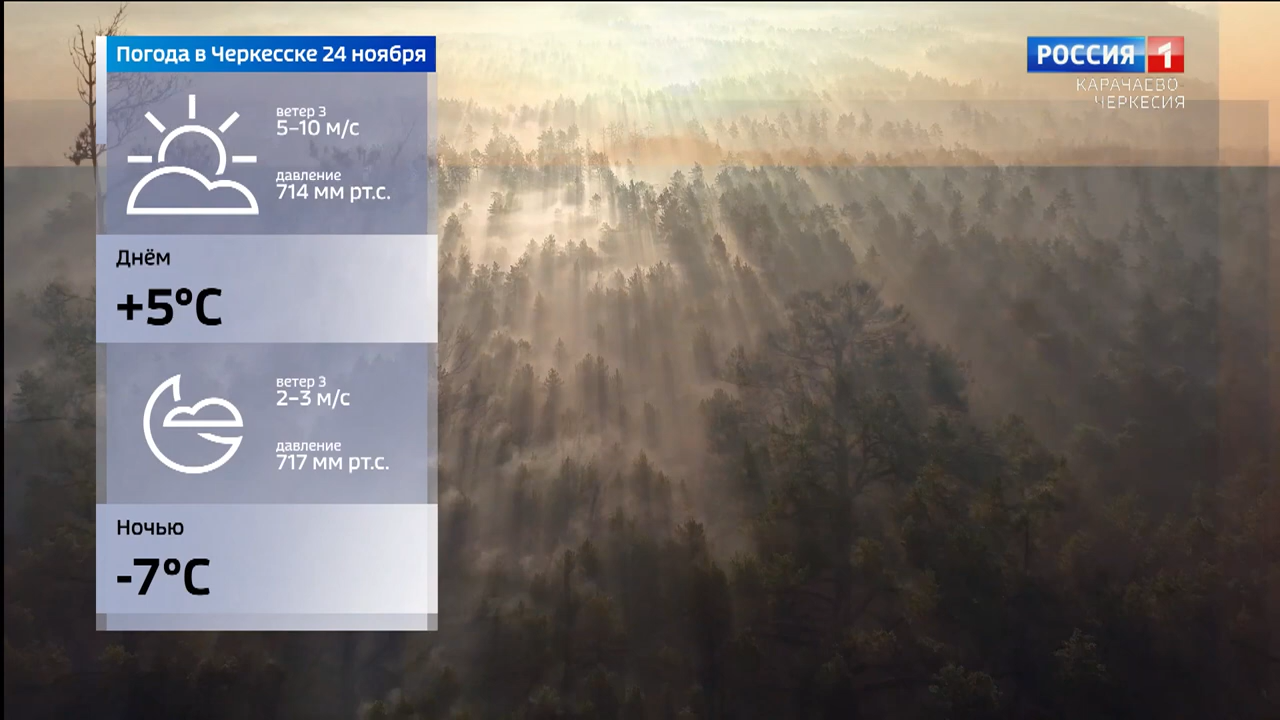 Погода в Черкесске 24 ноября
ветер З
5–10 м/с
давление
714 мм рт.с.
Днём
+5°C
ветер З
2–3 м/с
давление
717 мм рт.с.
Ночью
-7°C
РОССИЯ 1
КАРАЧАЕВО-
ЧЕРКЕСИЯ